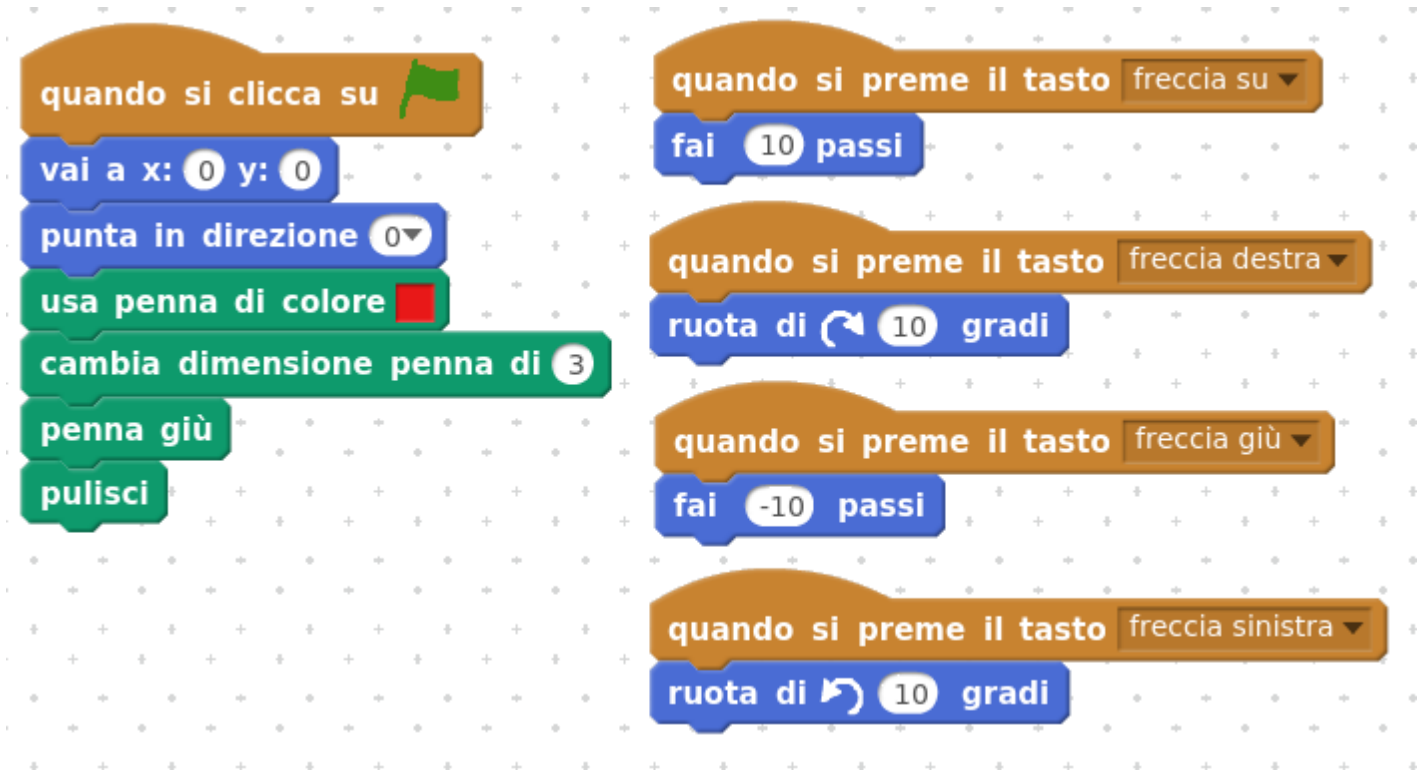 quando si clicca su
vai a x: 0 y: 0
punta in direzione 0
usa penna di colore
cambia dimensione penna di 3
penna giù
pulisci
quando si preme il tasto freccia su
fai 10 passi
quando si preme il tasto freccia destra
ruota di 10 gradi
quando si preme il tasto freccia giù
fai -10 passi
quando si preme il tasto freccia sinistra
ruota di 10 gradi